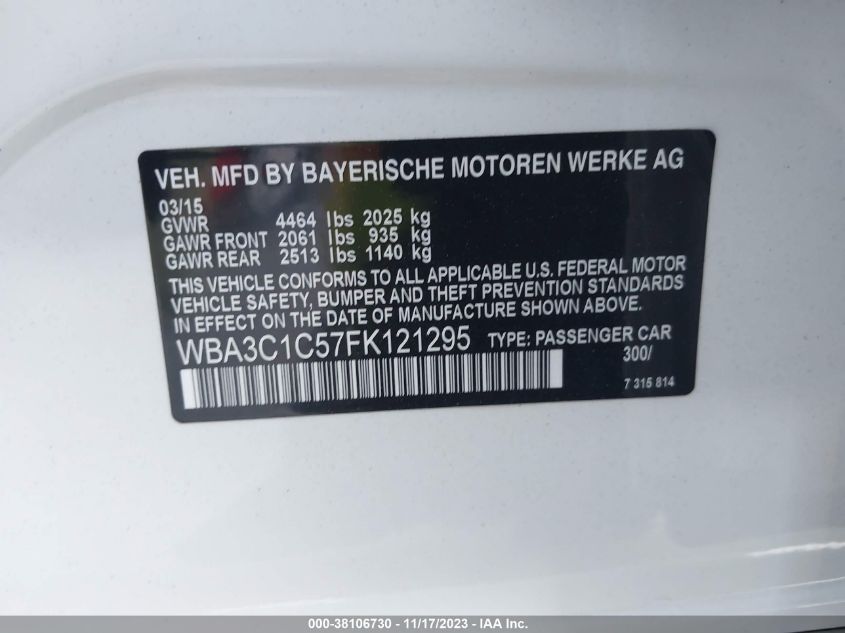 VEH. MFD BY BAYERISCHE MOTOREN WERKE AG
03/15
GVWR 4464 lbs 2025 kg
GAWR FRONT 2061 lbs 935 kg
GAWR REAR 2513 lbs 1140 kg
THIS VEHICLE CONFORMS TO ALL APPLICABLE U.S. FEDERAL MOTOR
VEHICLE SAFETY, BUMPER AND THEFT PREVENTION STANDARDS
IN EFFECT ON THE DATE OF MANUFACTURE SHOWN ABOVE.
WBA3C1C57FK121295 TYPE: PASSENGER CAR
300/
7 315 814
000-38106730 - 11/17/2023 - IAA Inc.